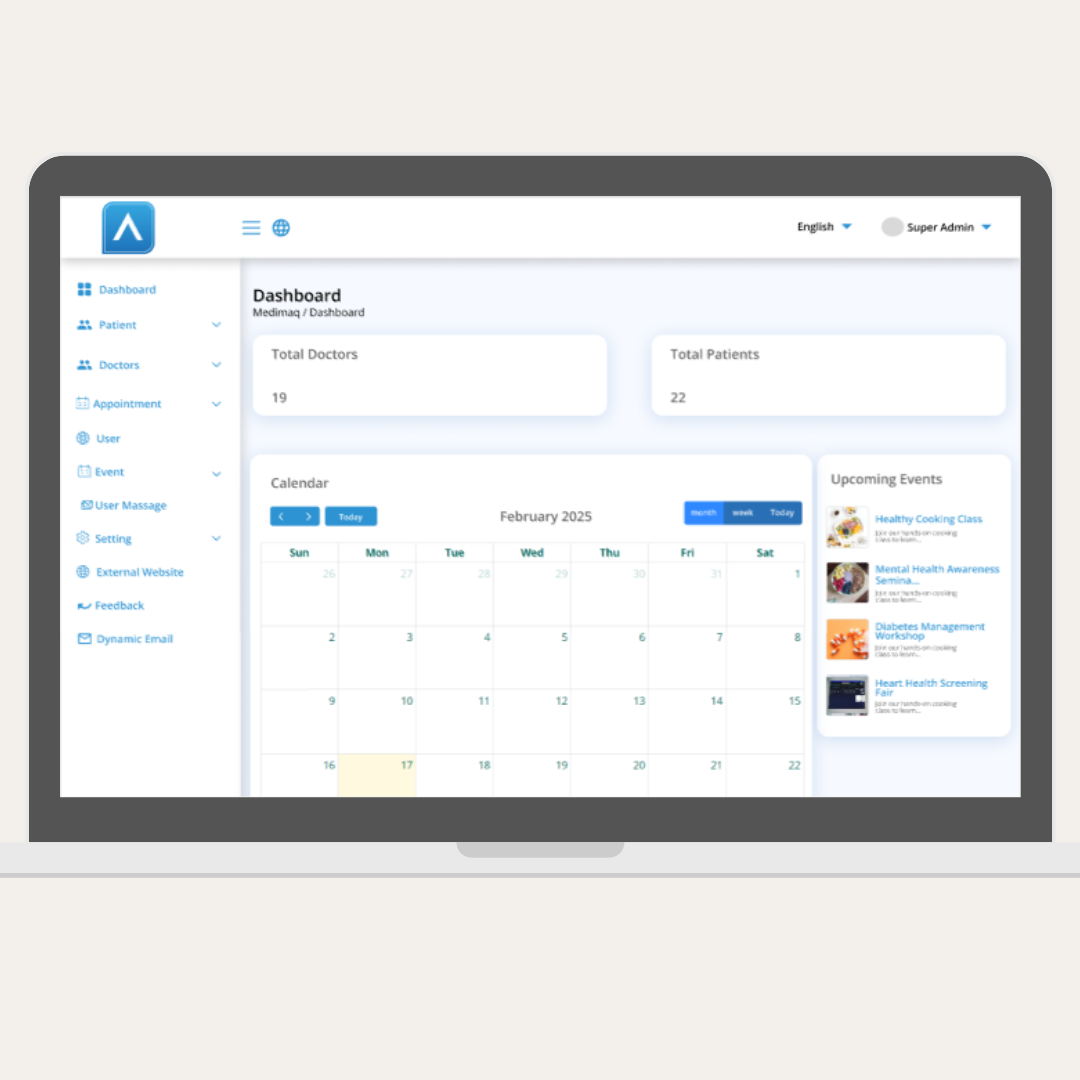 English
Super Admin
Dashboard
Patient
Doctors
Appointment
User
Event
User Massage
Setting
External Website
Feedback
Dynamic Email
Dashboard
Medimaq / Dashboard
Total Doctors
19
Total Patients
22
Calendar
Today
February 2025
month week Today
Sun Mon Tue Wed Thu Fri Sat
26 27 28 29 30 31 1
2 3 4 5 6 7 8
9 10 11 12 13 14 15
16 17 18 19 20 21 22
Upcoming Events
Healthy Cooking Class
Join our hands-on cooking
class to learn...
Mental Health Awareness
Semina...
Join our hands-on cooking
class to learn...
Diabetes Management
Workshop
Join our hands-on cooking
class to learn...
Heart Health Screening
Fair
Join our hands-on cooking
class to learn...